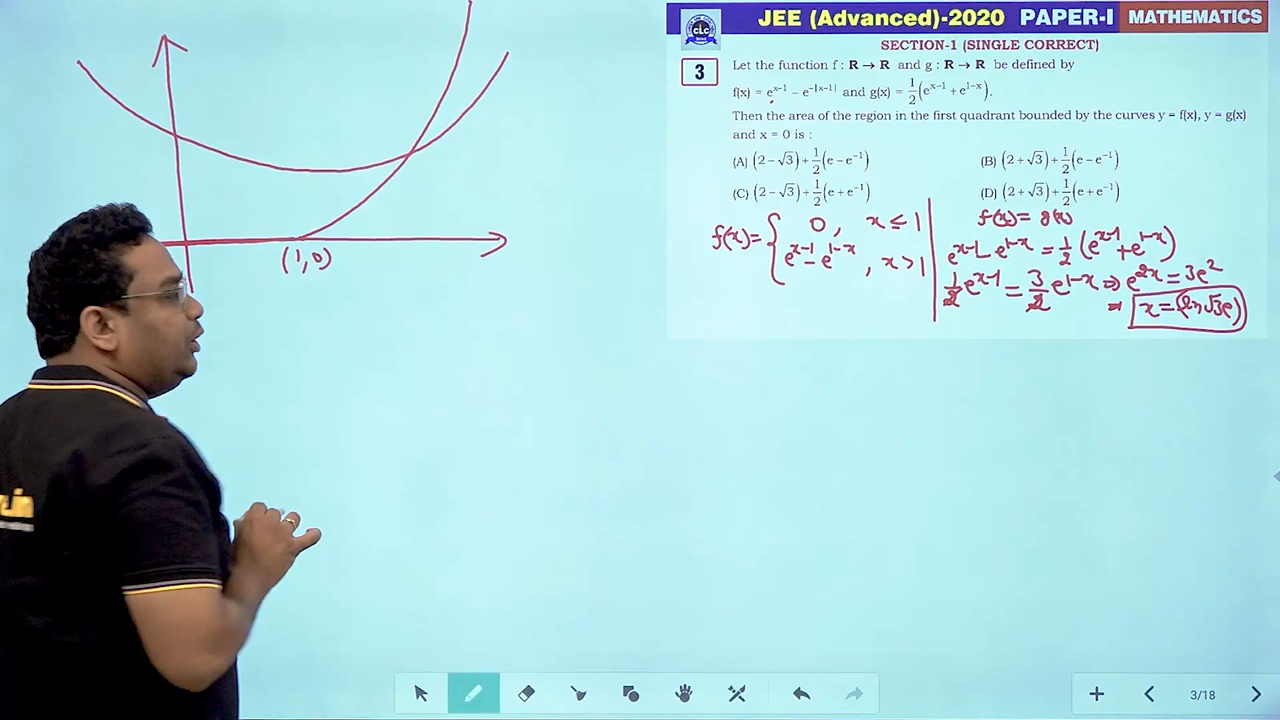 JEE (Advanced)-2020 PAPER-I MATHEMATICS
CLC
SECTION-1 (SINGLE CORRECT)
3
Let the function f : R → R and g : R → R be defined by
f(x) = e^{x−1} − e^{−|x−1|} and g(x) = 1/2 (e^{x−1} + e^{1−x}).
Then the area of the region in the first quadrant bounded by the curves y = f(x), y = g(x)
and x = 0 is :
(A) (2−√3)+1/2(e−e^{−1}) (B) (2+√3)+1/2(e−e^{−1})
(C) (2−√3)+1/2(e+e^{−1}) (D) (2+√3)+1/2(e+e^{−1})
f(x)= { 0, x ≤ 1
e^{x-1} - e^{1-x}, x > 1
f(x) = g(x)
e^{x-1} - e^{1-x} = 1/2 (e^{x-1} + e^{1-x})
1/2 e^{x-1} = 3/2 e^{1-x} ⇒ e^{2x} = 3e^2
⇒ x = (ln √3e)
(1,0)
.in
3/18